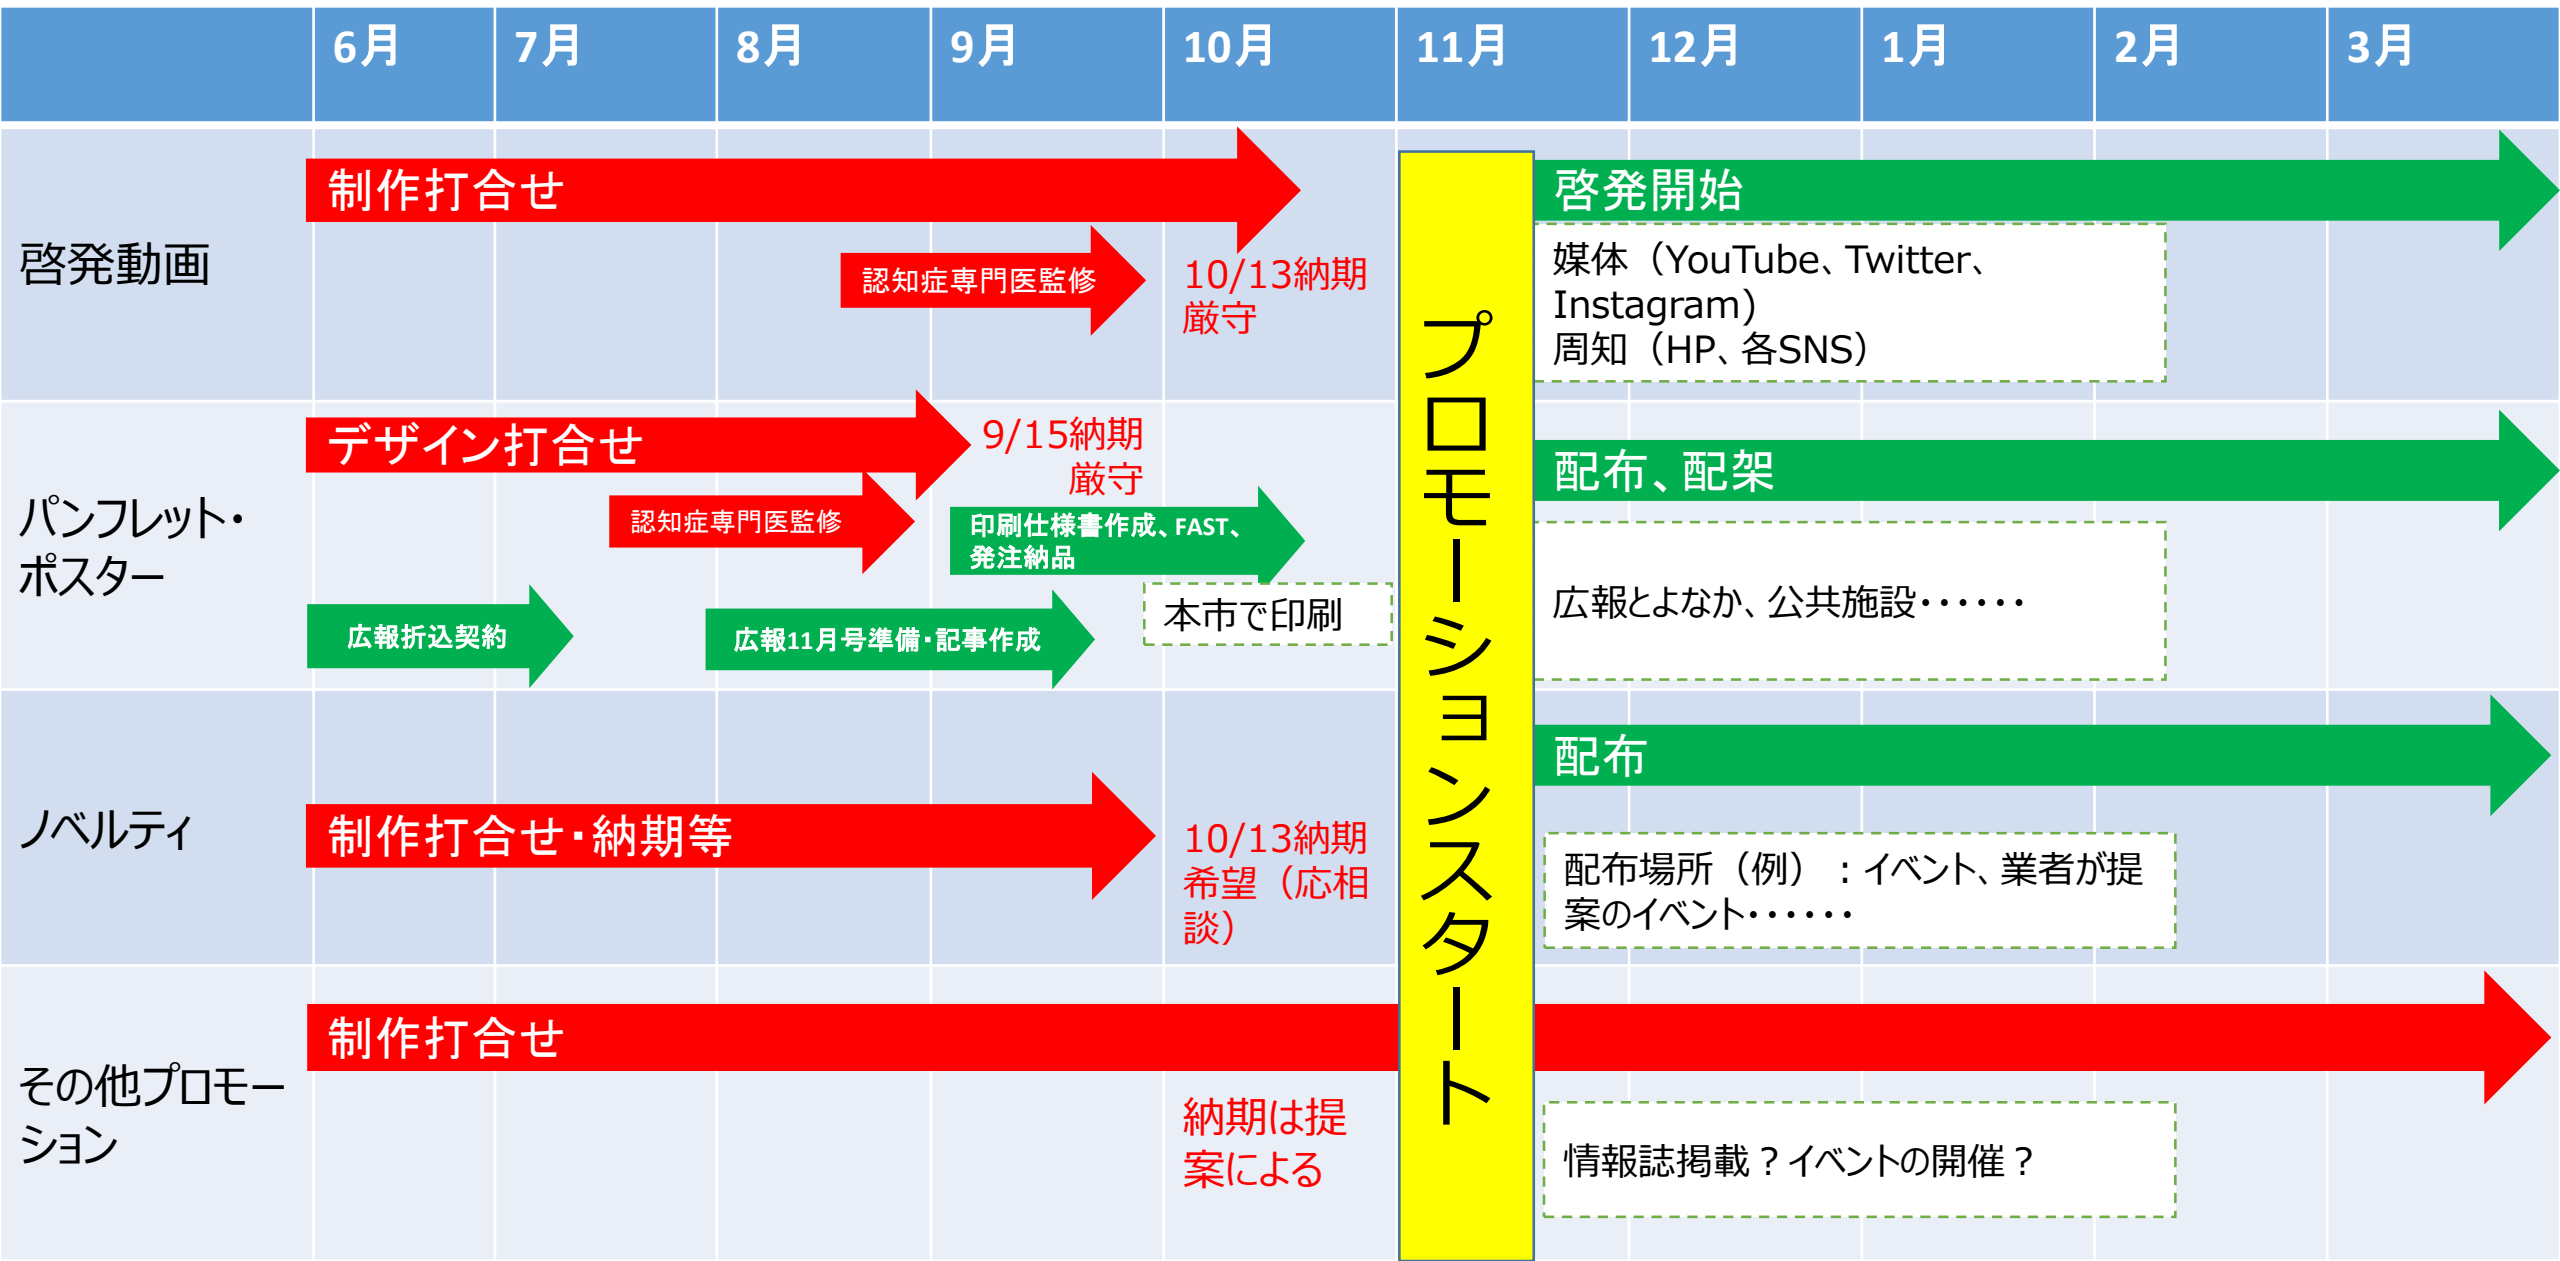 6月 7月 8月 9月 10月 11月 12月 1月 2月 3月
啓発動画
制作打合せ
認知症専門医監修
10/13納期
厳守
啓発開始
媒体（YouTube、Twitter、
Instagram)
周知（HP、各SNS）
プロモーションスタート
パンフレット・
ポスター
デザイン打合せ
9/15納期
厳守
認知症専門医監修
印刷仕様書作成、FAST、
発注納品
本市で印刷
広報折込契約
広報11月号準備・記事作成
配布、配架
広報とよなか、公共施設・・・・・・
ノベルティ
制作打合せ・納期等
10/13納期
希望（応相
談）
配布
配布場所（例）：イベント、業者が提
案のイベント・・・・・・
その他プロモー
ション
制作打合せ
納期は提
案による
情報誌掲載？イベントの開催？